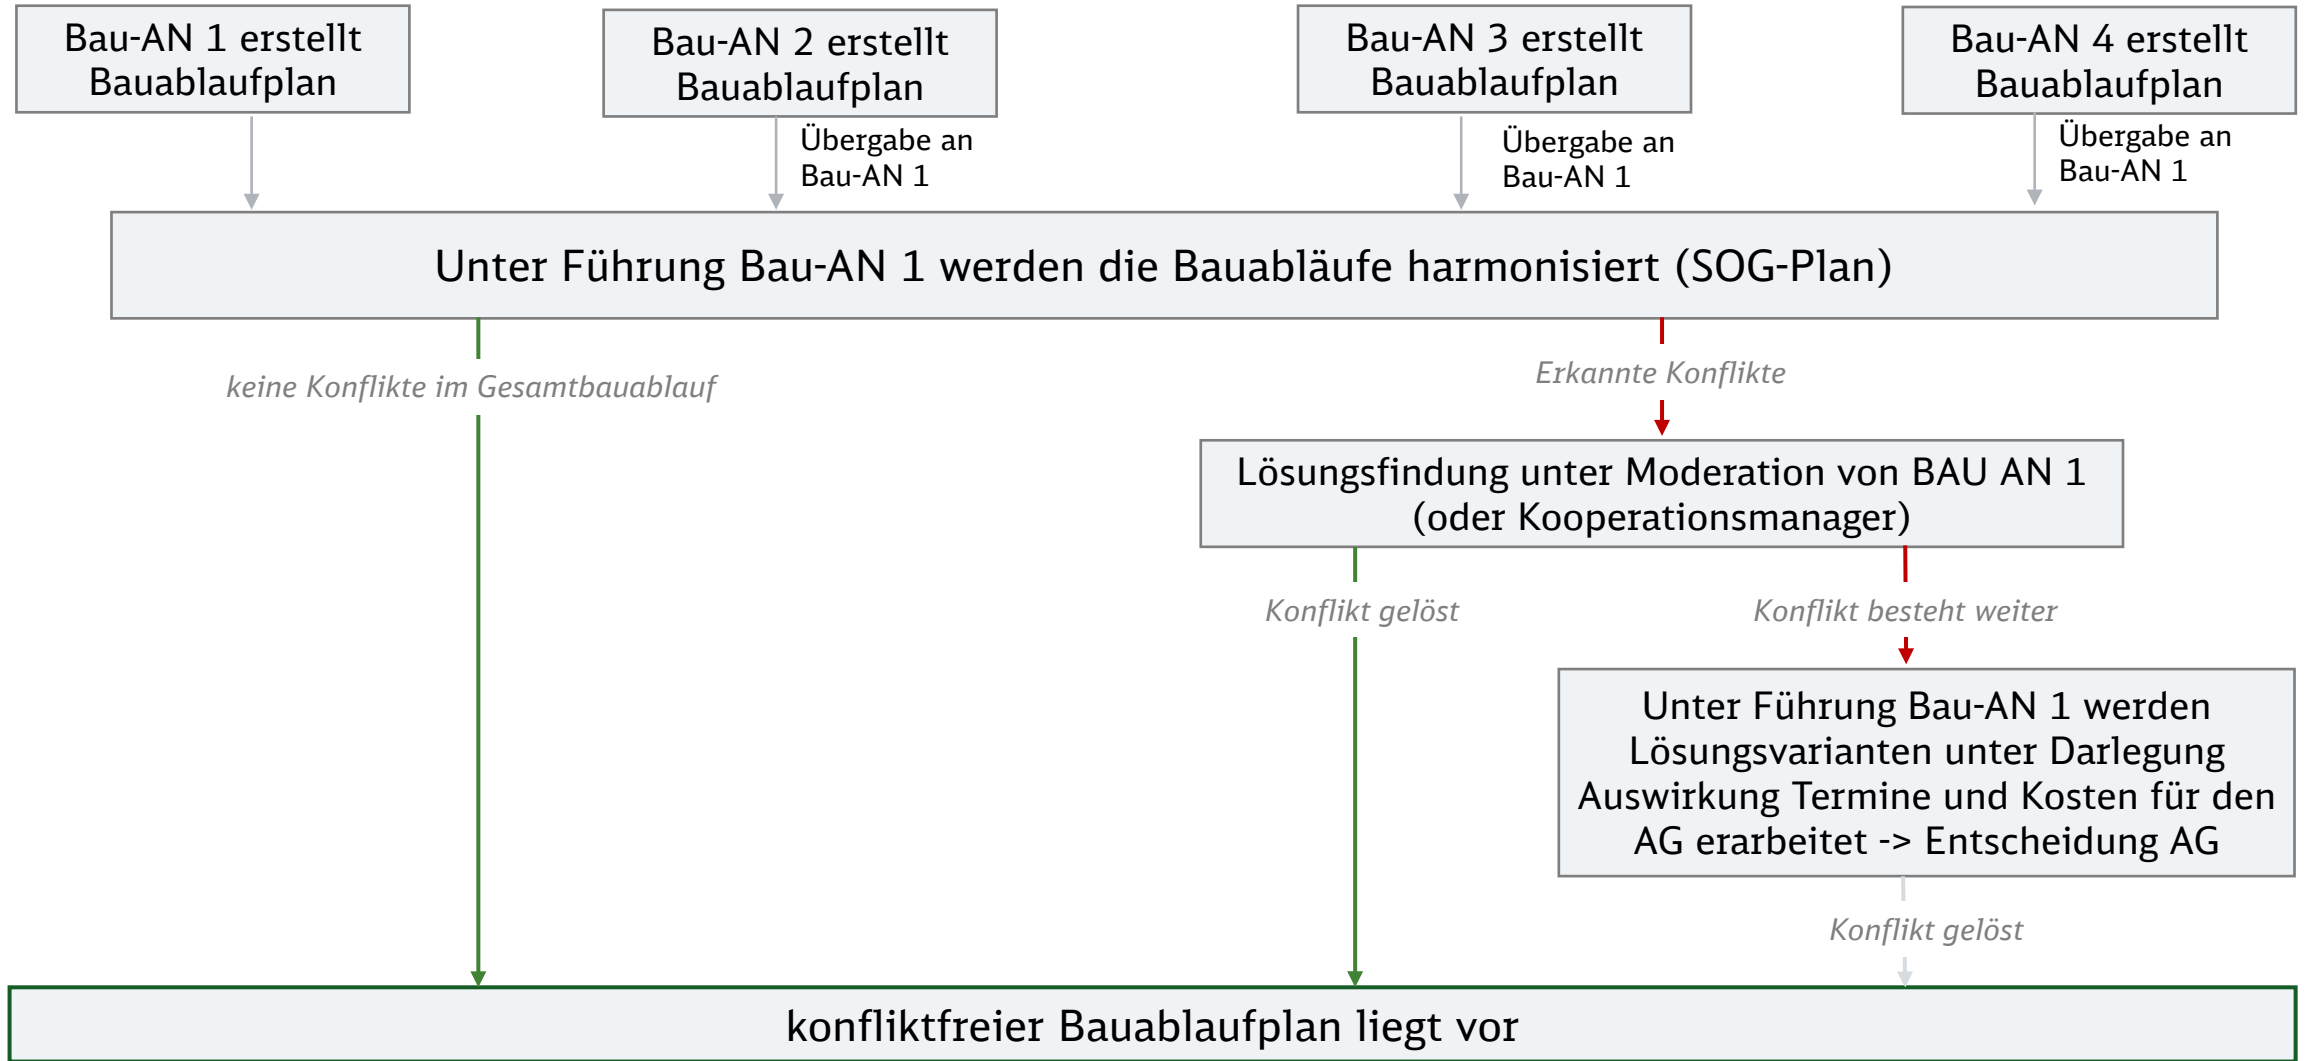 Bau-AN 1 erstellt
Bauablaufplan
Bau-AN 2 erstellt
Bauablaufplan
Bau-AN 3 erstellt
Bauablaufplan
Bau-AN 4 erstellt
Bauablaufplan
Übergabe an
Bau-AN 1
Übergabe an
Bau-AN 1
Übergabe an
Bau-AN 1
Unter Führung Bau-AN 1 werden die Bauabläufe harmonisiert (SOG-Plan)
keine Konflikte im Gesamtbauablauf
Erkannte Konflikte
Lösungsfindung unter Moderation von BAU AN 1
(oder Kooperationsmanager)
Konflikt gelöst
Konflikt besteht weiter
Unter Führung Bau-AN 1 werden
Lösungsvarianten unter Darlegung
Auswirkung Termine und Kosten für den
AG erarbeitet -> Entscheidung AG
Konflikt gelöst
konfliktfreier Bauablaufplan liegt vor